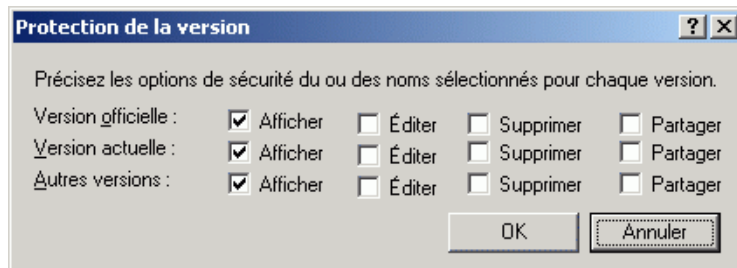 Protection de la version
Précisez les options de sécurité du ou des noms sélectionnés pour chaque version.
Version officielle : Afficher Éditer Supprimer Partager
Version actuelle : Afficher Éditer Supprimer Partager
Autres versions : Afficher Éditer Supprimer Partager
OK Annuler